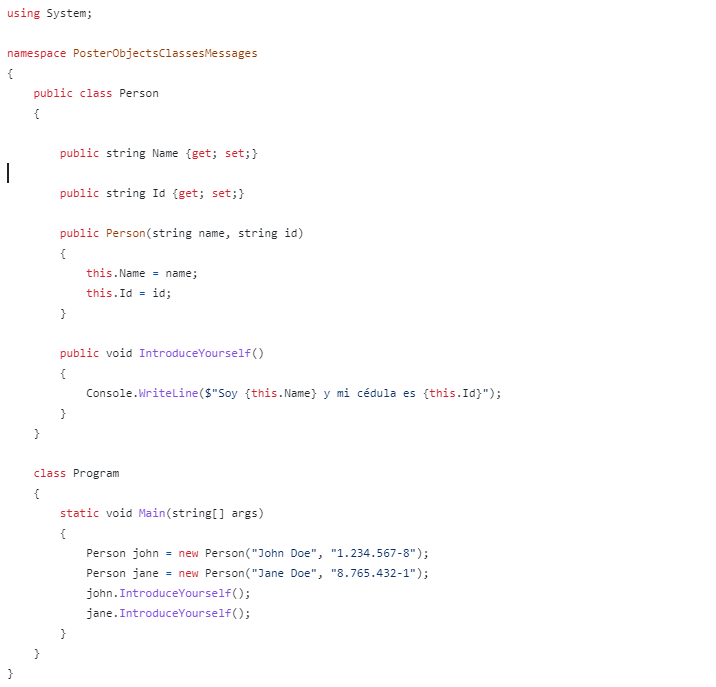 using System;
namespace PosterObjectsClassesMessages
{
    public class Person
    {
        public string Name {get; set;}
        public string Id {get; set;}
        public Person(string name, string id)
        {
            this.Name = name;
            this.Id = id;
        }
        public void IntroduceYourself()
        {
            Console.WriteLine($"Soy {this.Name} y mi cédula es {this.Id}");
        }
    }
    class Program
    {
        static void Main(string[] args)
        {
            Person john = new Person("John Doe", "1.234.567-8");
            Person jane = new Person("Jane Doe", "8.765.432-1");
            john.IntroduceYourself();
            jane.IntroduceYourself();
        }
    }
}